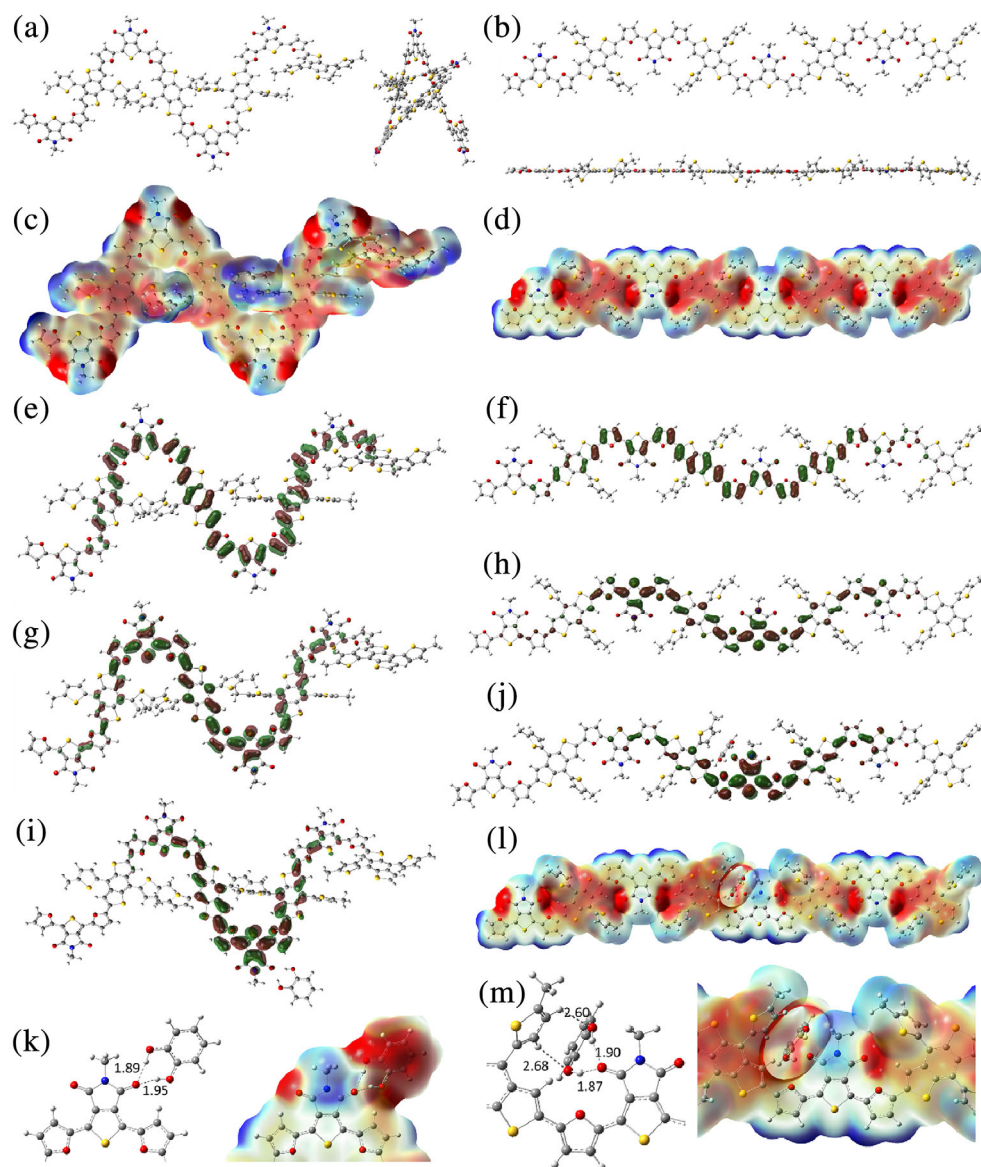 (a)
(b)
(c)
(d)
(e)
(f)
(g)
(h)
(i)
(j)
(k)
1.89
1.95
(l)
(m)
2.60
2.68
1.90
1.87